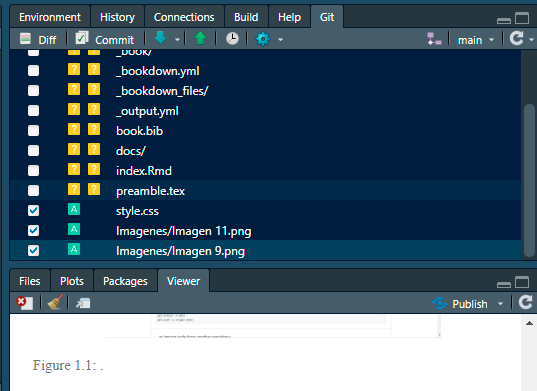 Environment History Connections Build Help Git
Diff Commit main
_book/
? ? _bookdown.yml
? ? _bookdown_files/
? ? _output.yml
? ? book.bib
? ? docs/
? ? index.Rmd
? ? preamble.tex
A style.css
A Imagenes/Imagen 11.png
A Imagenes/Imagen 9.png
Files Plots Packages Viewer
Publish
Figure 1.1: .